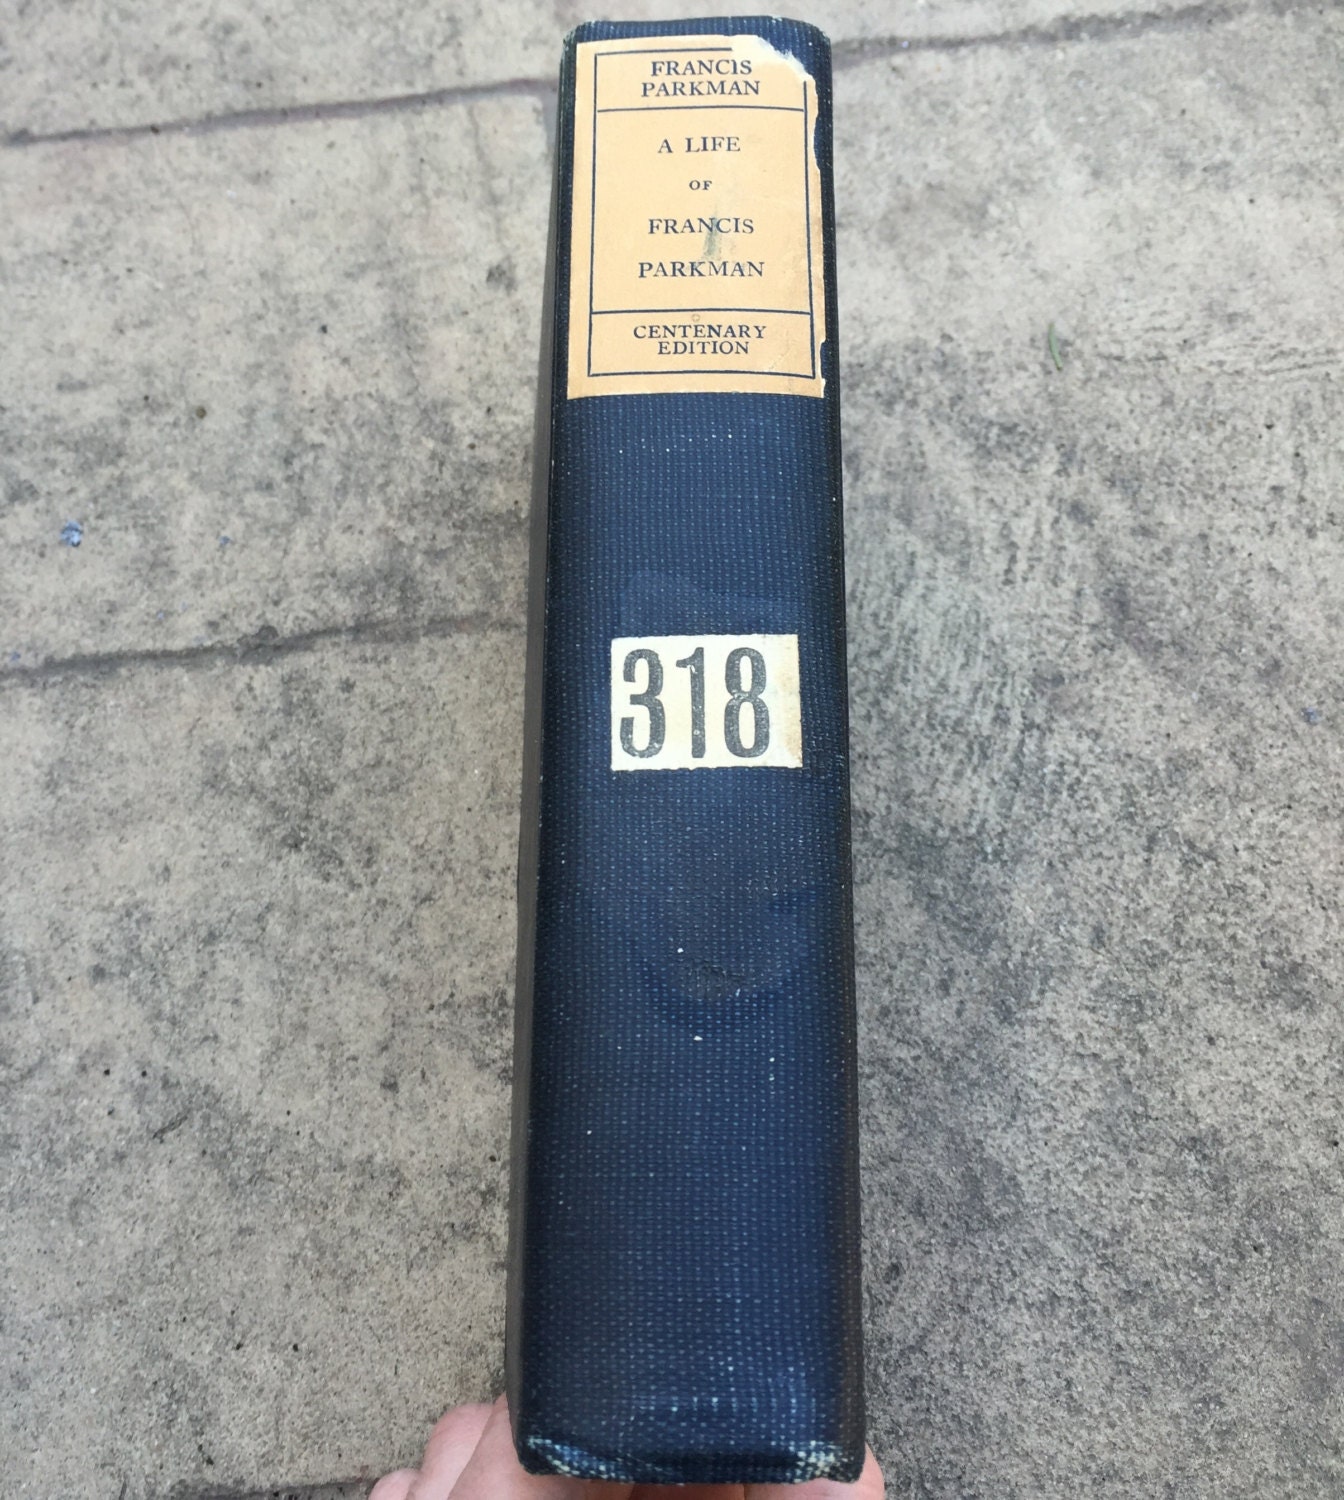 FRANCIS
PARKMAN
A LIFE
OF
FRANCIS
PARKMAN
CENTENARY
EDITION
318